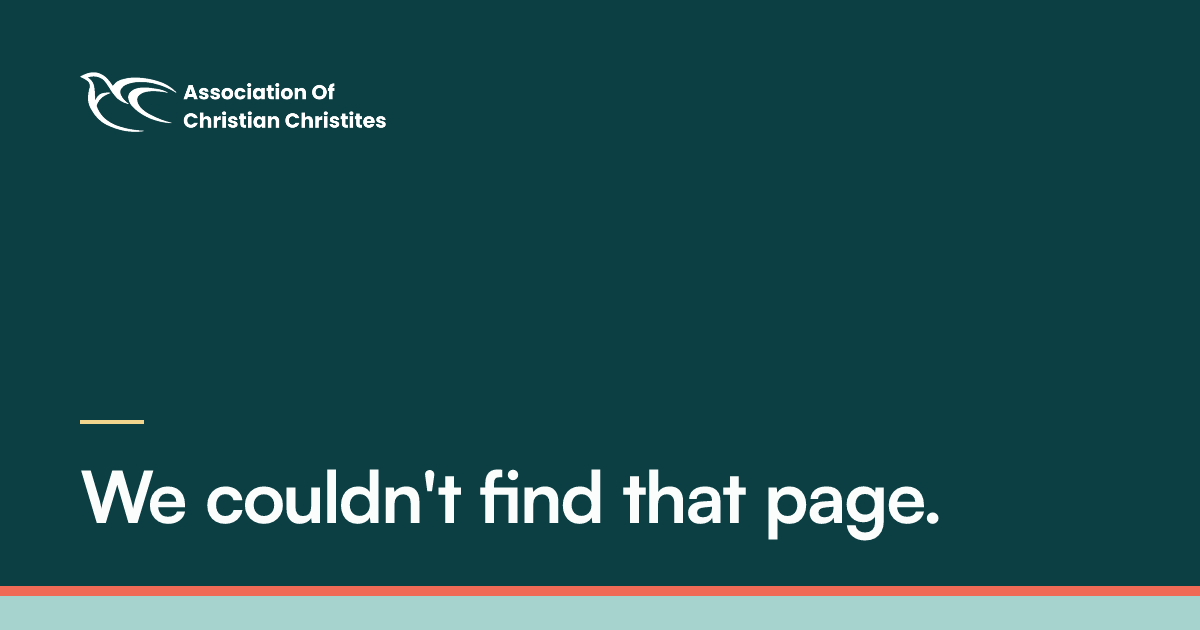 Association Of
Christian Christites
We couldn't find that page.